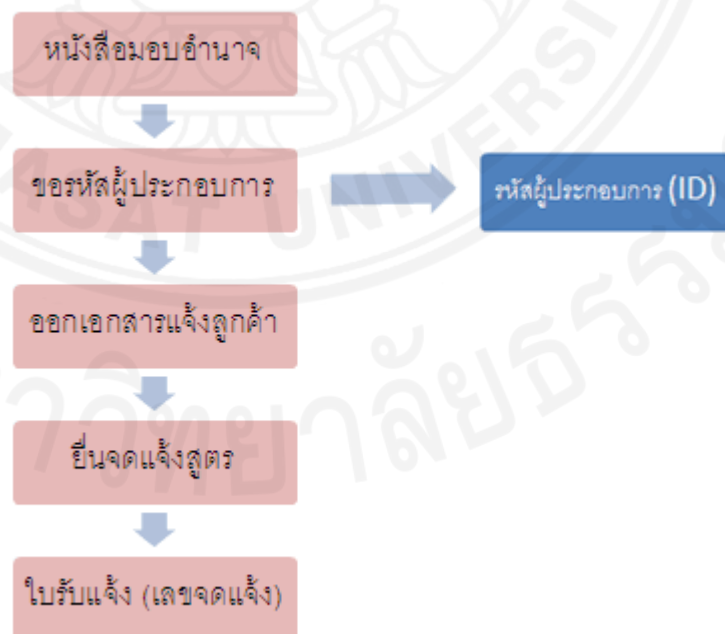 หนังสือมอบอำนาจ
ขอรหัสผู้ประกอบการ
รหัสผู้ประกอบการ (ID)
ออกเอกสารแจ้งลูกค้า
ยื่นจดแจ้งสูตร
ใบรับแจ้ง (เลขจดแจ้ง)